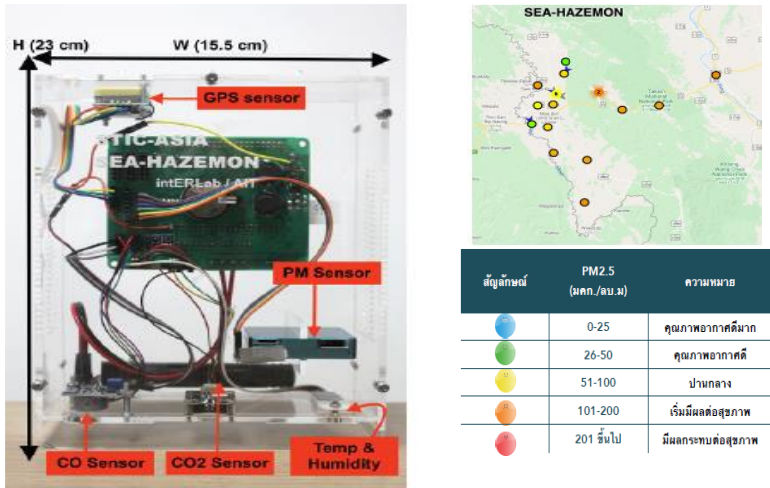 H (23 cm)
W (15.5 cm)
GPS sensor
STIC-ASIA
SEA-HAZEMON
intERLab / AIT
PM Sensor
CO Sensor
CO2 Sensor
Temp &
Humidity
SEA-HAZEMON
สัญลักษณ์
PM2.5
(มคก./ลบ.ม)
ความหมาย
0-25
คุณภาพอากาศดีมาก
26-50
คุณภาพอากาศดี
51-100
ปานกลาง
101-200
เริ่มมีผลต่อสุขภาพ
201 ขึ้นไป
มีผลกระทบต่อสุขภาพ